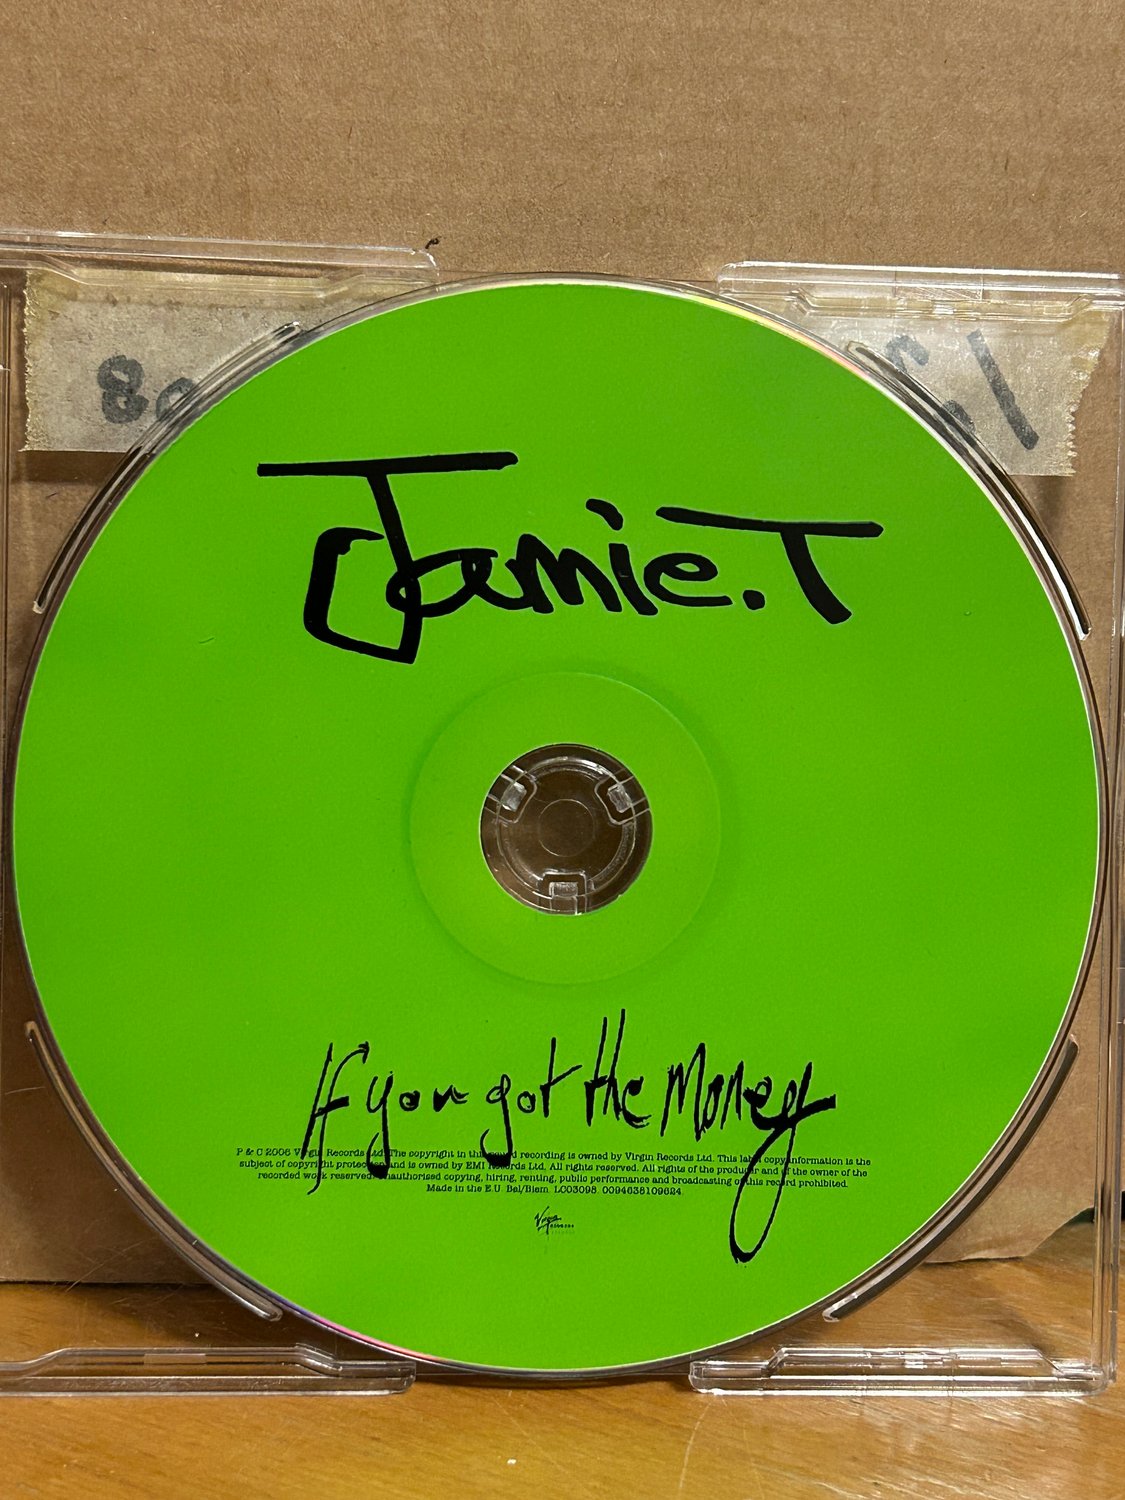 Jamie.T
If you got the Money
P & C 2006 Virgin Records Ltd. The copyright in this sound recording is owned by Virgin Records Ltd. This label copy information is the
subject of copyright protection and is owned by EMI Records Ltd. All rights reserved. All rights of the producer and of the owner of the
recorded work reserved. Unauthorised copying, hiring, renting, public performance and broadcasting of this record prohibited.
Made in the E.U. Bel/Biem. LC03098. 0094638109624.
Virgin